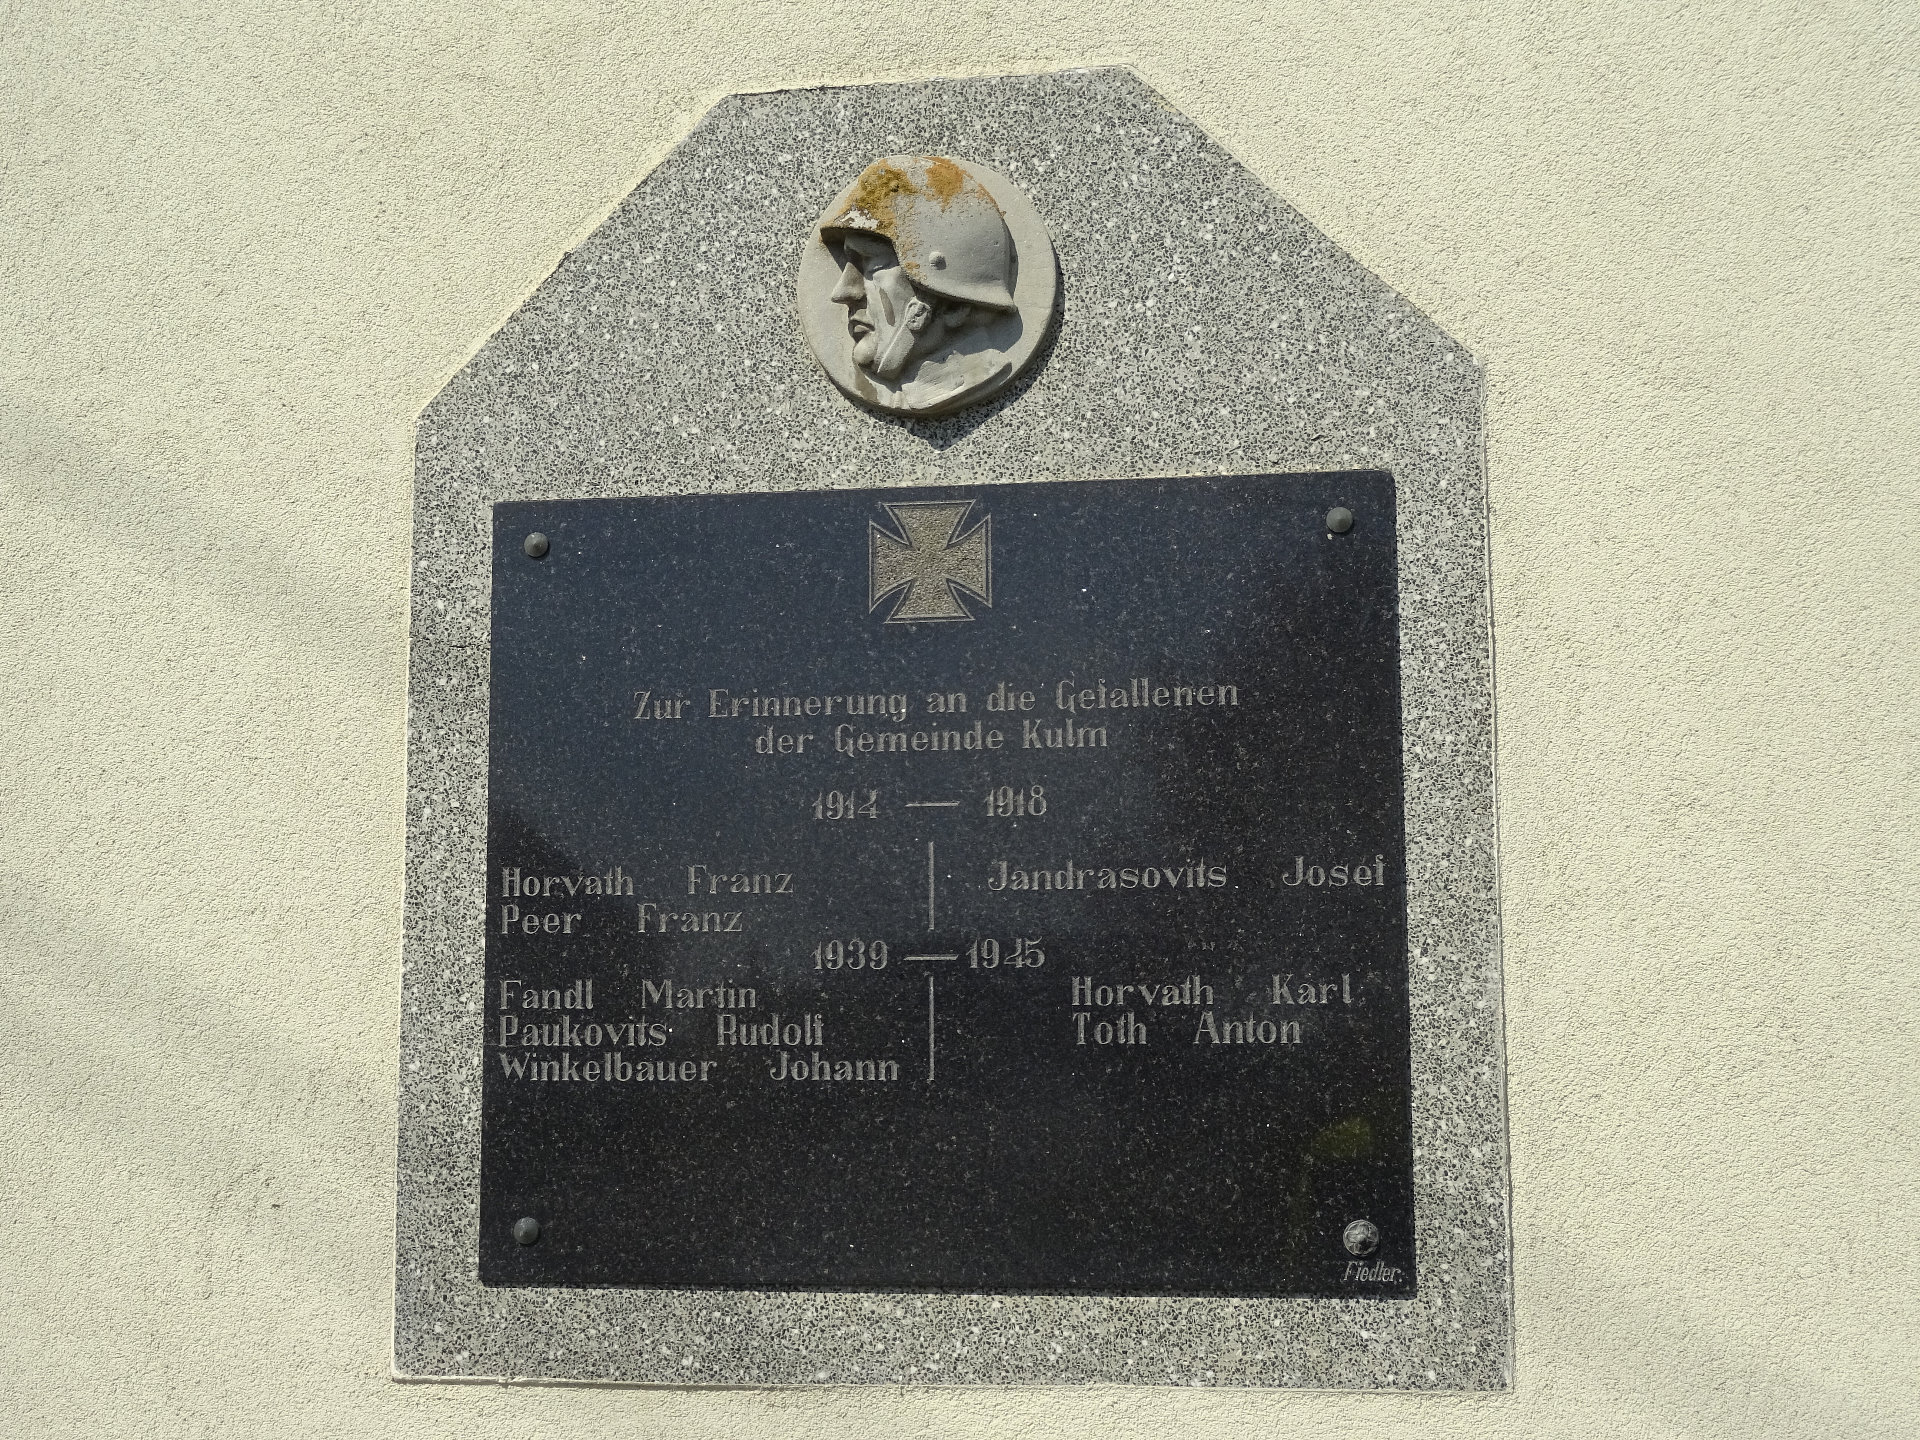 Zur Erinnerung an die Gefallenen
der Gemeinde Kulm
1914 — 1918
Horvath Franz
Peer Franz
Jandrasovits Josef
1939 — 1945
Fandl Martin
Paukovits Rudolf
Winkelbauer Johann
Horvath Karl
Toth Anton
Fiedler.